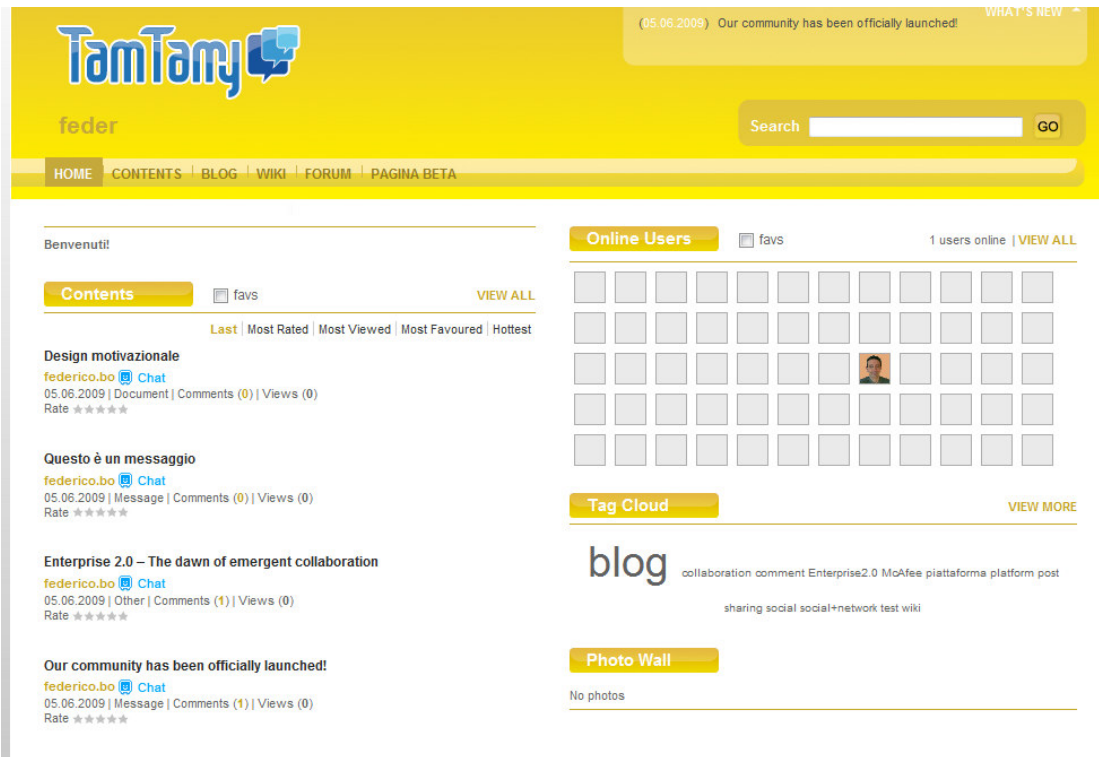 WHAT'S NEW
(05.06.2009) Our community has been officially launched!
TamTamy
feder
Search GO
HOME | CONTENTS | BLOG | WIKI | FORUM | PAGINA BETA
Benvenuti!
Contents favs VIEW ALL
Last | Most Rated | Most Viewed | Most Favoured | Hottest
Design motivazionale
federico.bo Chat
05.06.2009 | Document | Comments (0) | Views (0)
Rate
Questo è un messaggio
federico.bo Chat
05.06.2009 | Message | Comments (0) | Views (0)
Rate
Enterprise 2.0 – The dawn of emergent collaboration
federico.bo Chat
05.06.2009 | Other | Comments (1) | Views (0)
Rate
Our community has been officially launched!
federico.bo Chat
05.06.2009 | Message | Comments (1) | Views (0)
Rate
Online Users favs 1 users online | VIEW ALL
Tag Cloud VIEW MORE
blog collaboration comment Enterprise2.0 McAfee piattaforma platform post
sharing social social+network test wiki
Photo Wall
No photos